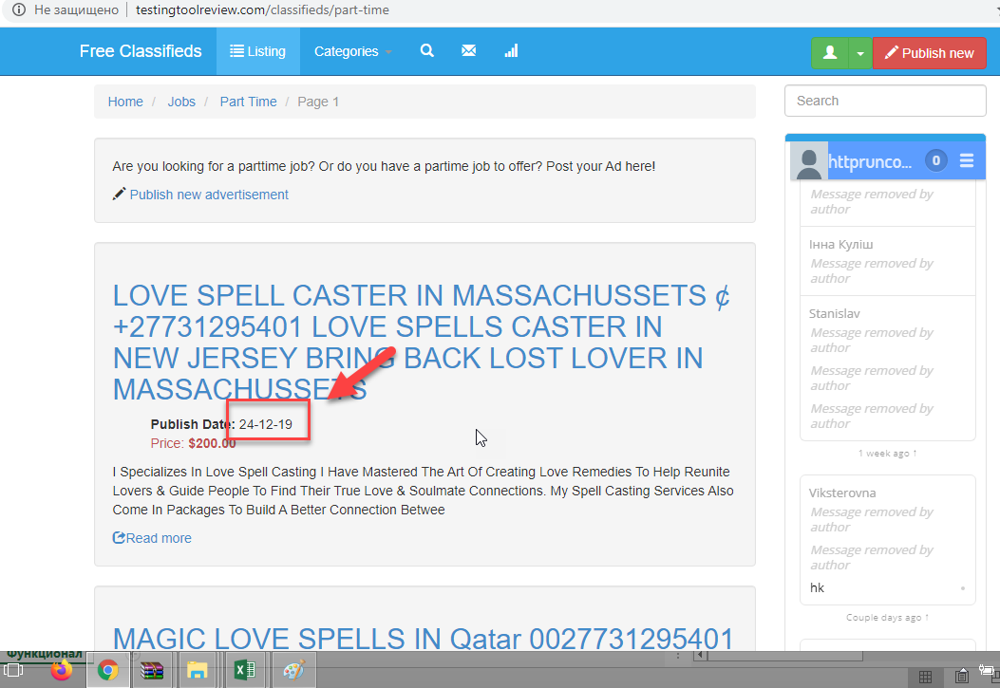 Не защищено testingtoolreview.com/classifieds/part-time
Free Classifieds Listing Categories Publish new
Home / Jobs / Part Time / Page 1
Search
Are you looking for a parttime job? Or do you have a partime job to offer? Post your Ad here!
Publish new advertisement
LOVE SPELL CASTER IN MASSACHUSSETS ¢
+27731295401 LOVE SPELLS CASTER IN
NEW JERSEY BRING BACK LOST LOVER IN
MASSACHUSSETS
Publish Date: 24-12-19
Price: $200.00
I Specializes In Love Spell Casting I Have Mastered The Art Of Creating Love Remedies To Help Reunite
Lovers & Guide People To Find Their True Love & Soulmate Connections. My Spell Casting Services Also
Come In Packages To Build A Better Connection Betwee
Read more
MAGIC LOVE SPELLS IN Qatar 0027731295401
httprunco... 0
Message removed by
author
Інна Куліш
Message removed by
author
Stanislav
Message removed by
author
Message removed by
author
Message removed by
author
1 week ago ↑
Viksterovna
Message removed by
author
Message removed by
author
hk
Couple days ago ↑
Функционал